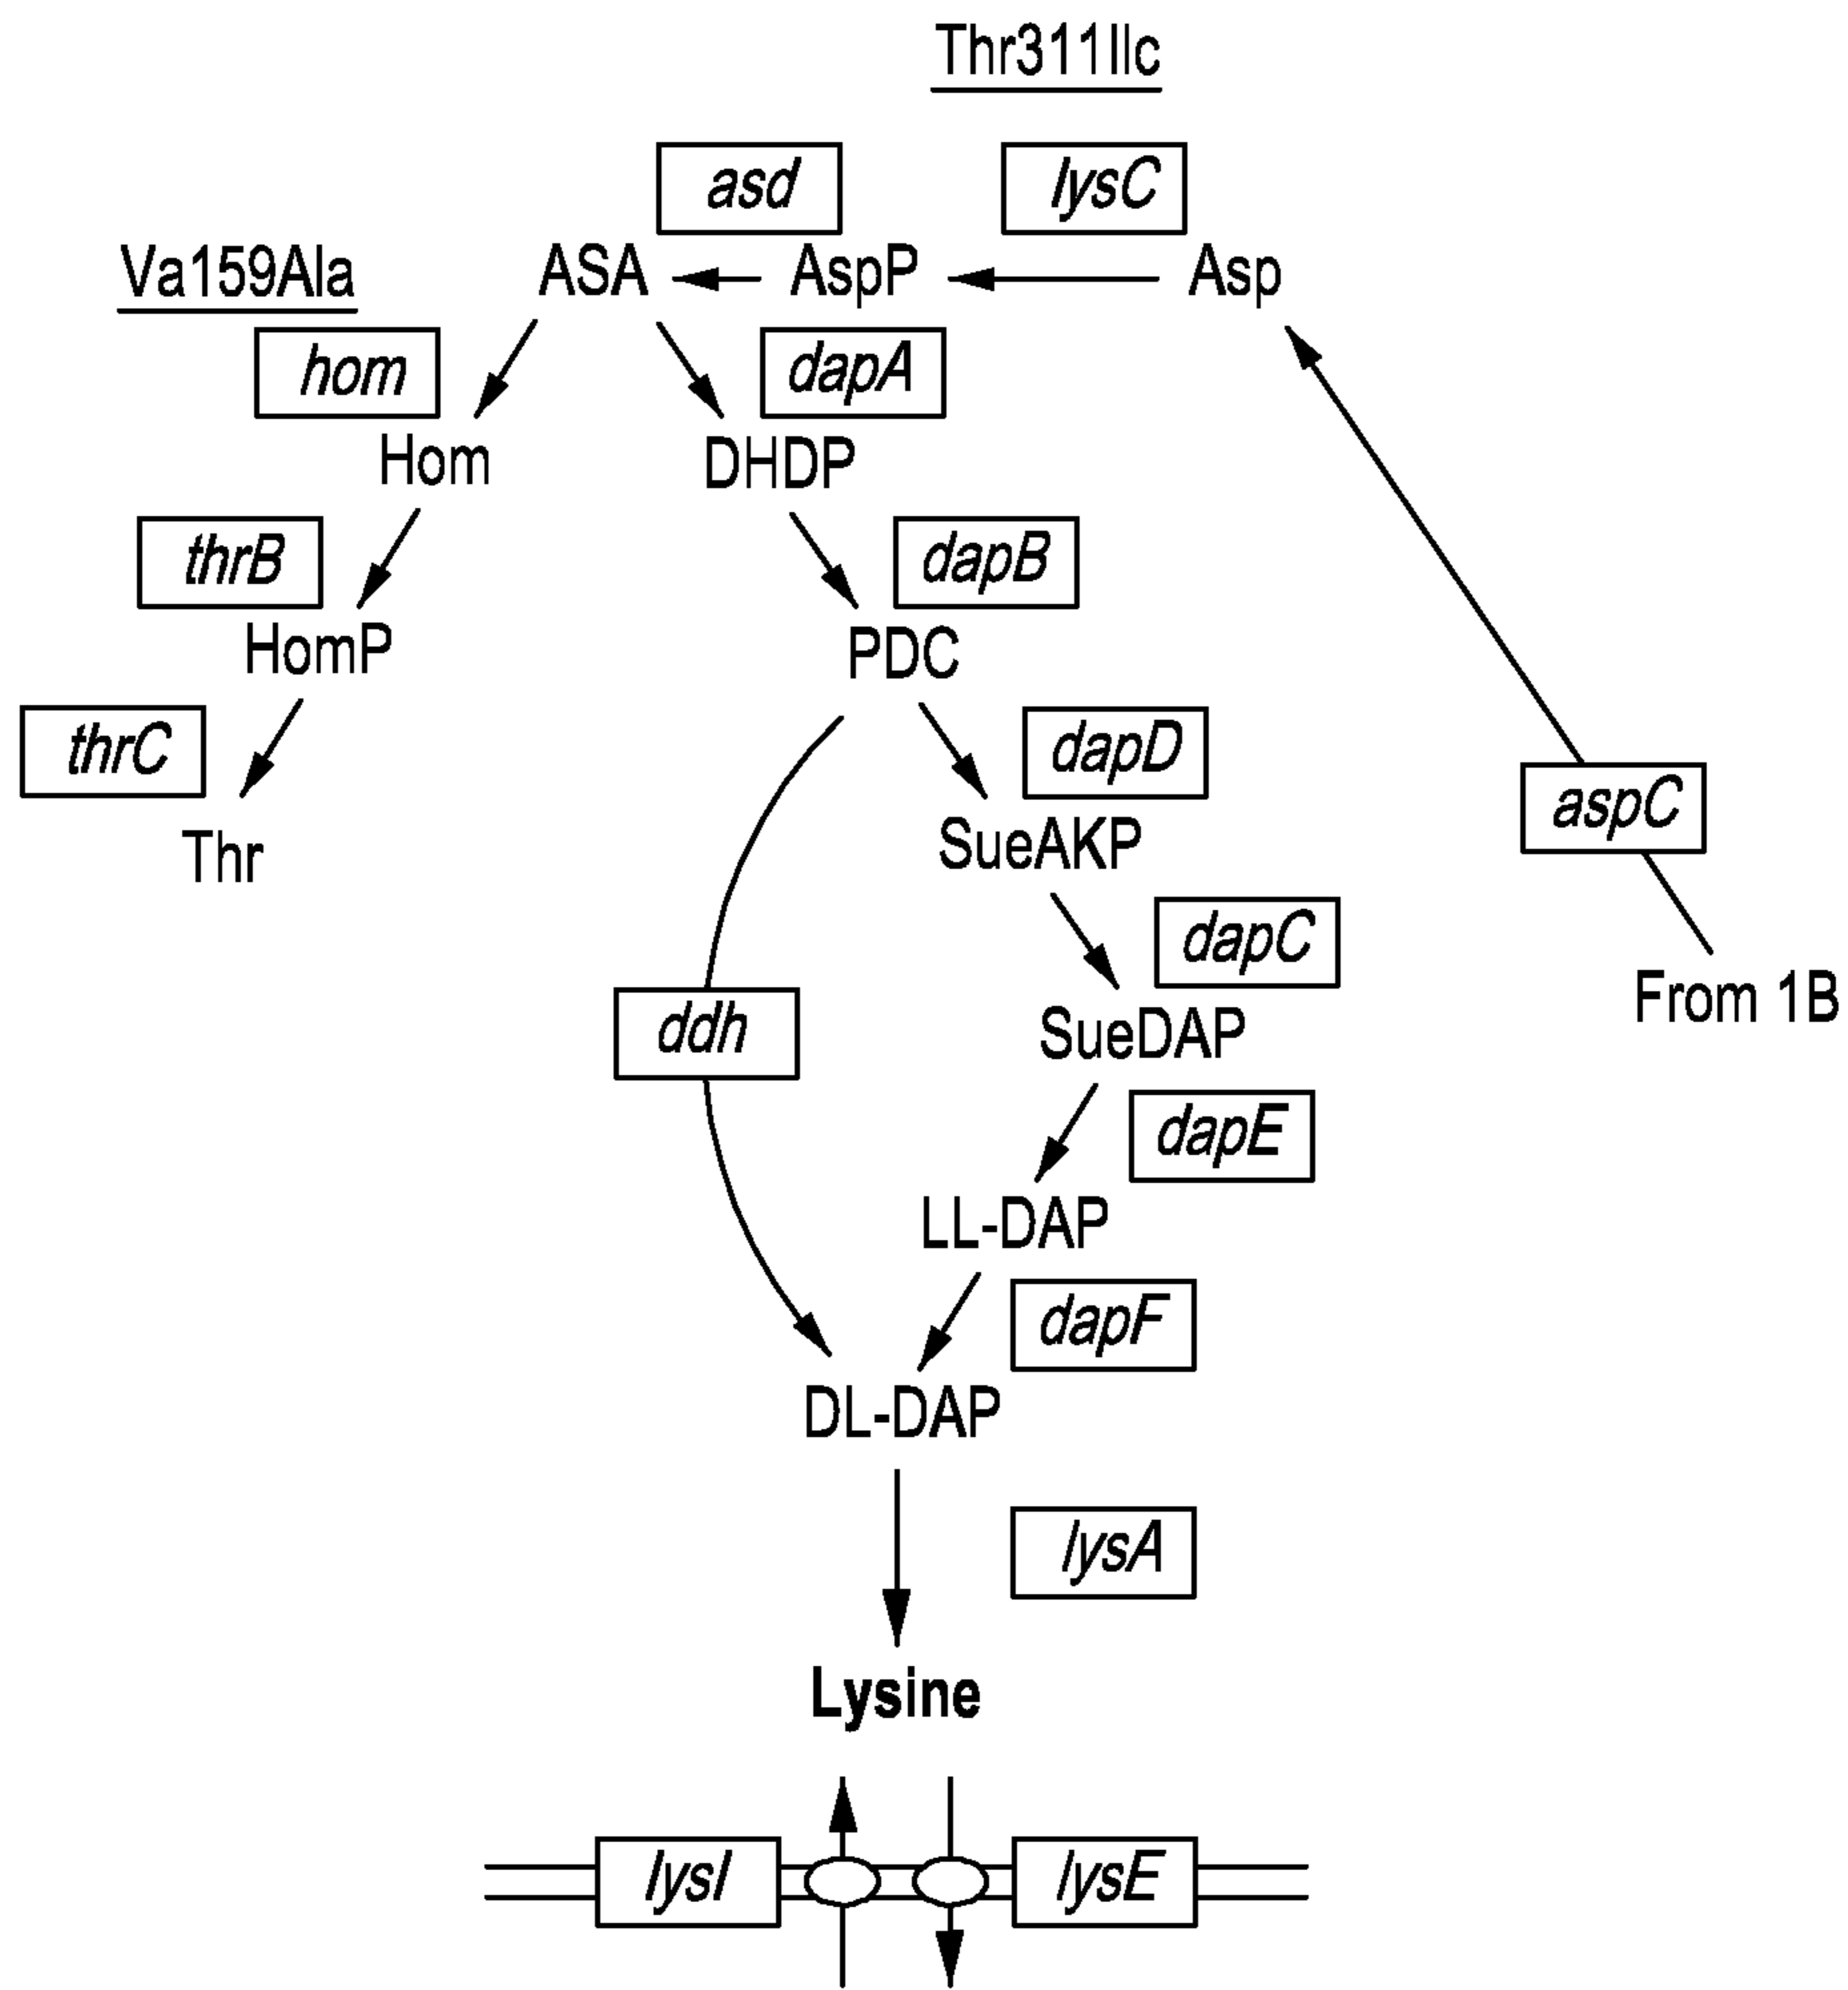 Thr311Ilc
asd
lysC
Va159Ala
ASA
AspP
Asp
hom
dapA
Hom
DHDP
thrB
dapB
HomP
PDC
thrC
dapD
Thr
SueAKP
aspC
dapC
From 1B
ddh
SueDAP
dapE
LL-DAP
dapF
DL-DAP
lysA
Lysine
lysI
lysE